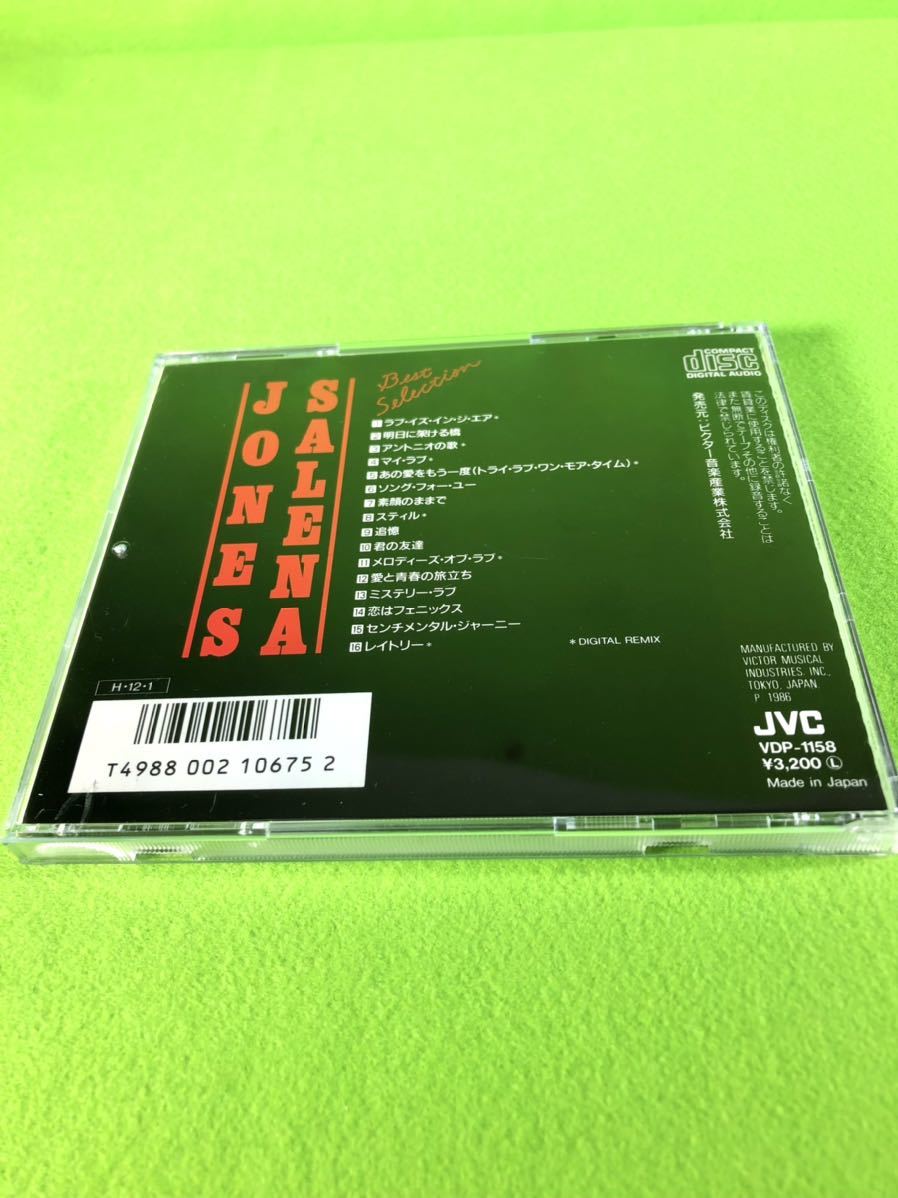 SALENA
JONES
Best
Selection
1 ラブ・イズ・イン・ジ・エア*
2 明日に架ける橋
3 アントニオの歌*
4 マイ・ラブ*
5 あの愛をもう一度(トライ・ラブ・ワン・モア・タイム)*
6 ソング・フォー・ユー
7 素顔のままで
8 スティル*
9 追憶
10 君の友達
11 メロディーズ・オブ・ラブ*
12 愛と青春の旅立ち
13 ミステリー・ラブ
14 恋はフェニックス
15 センチメンタル・ジャーニー
16 レイトリー*
* DIGITAL REMIX
COMPACT
disc
DIGITAL AUDIO
このディスクは権利者の許諾なく
賃貸業に使用することを禁じます。
また無断でテープその他に録音することは
法律で禁じられています。
発売元・ビクター音楽産業株式会社
MANUFACTURED BY
VICTOR MUSICAL
INDUSTRIES, INC.,
TOKYO, JAPAN.
P 1986
JVC
VDP-1158
¥3,200 Ⓛ
Made in Japan
H・12・1
T4988 002 10675 2